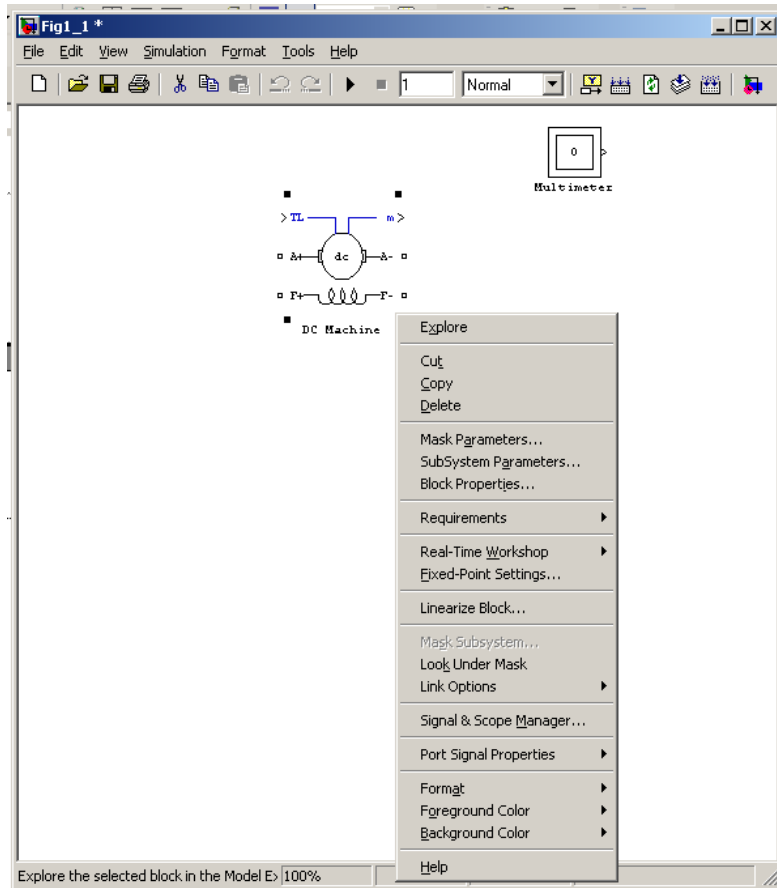 Fig1_1 *
File Edit View Simulation Format Tools Help
1 Normal
0
Multimeter
TL m
A+ dc A-
F+ F-
DC Machine
Explore
Cut
Copy
Delete
Mask Parameters...
SubSystem Parameters...
Block Properties...
Requirements
Real-Time Workshop
Fixed-Point Settings...
Linearize Block...
Mask Subsystem...
Look Under Mask
Link Options
Signal & Scope Manager...
Port Signal Properties
Format
Foreground Color
Background Color
Help
Explore the selected block in the Model E 100%